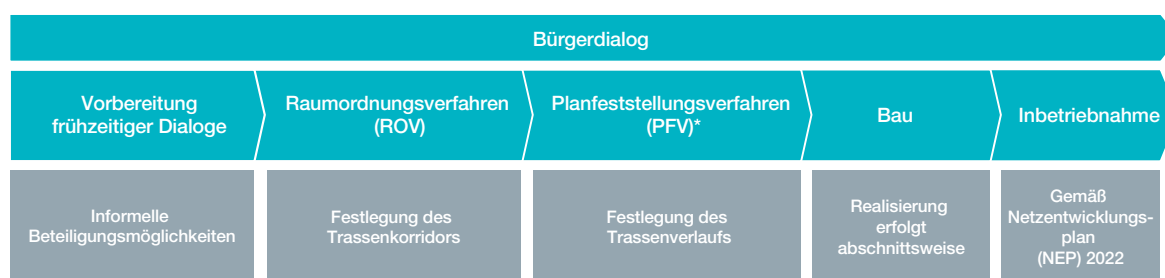 Bürgerdialog
Vorbereitung
frühzeitiger Dialoge
Raumordnungsverfahren
(ROV)
Planfeststellungsverfahren
(PFV)*
Bau
Inbetriebnahme
Informelle
Beteiligungsmöglichkeiten
Festlegung des
Trassenkorridors
Festlegung des
Trassenverlaufs
Realisierung
erfolgt
abschnittsweise
Gemäß
Netzentwicklungs-
plan
(NEP) 2022